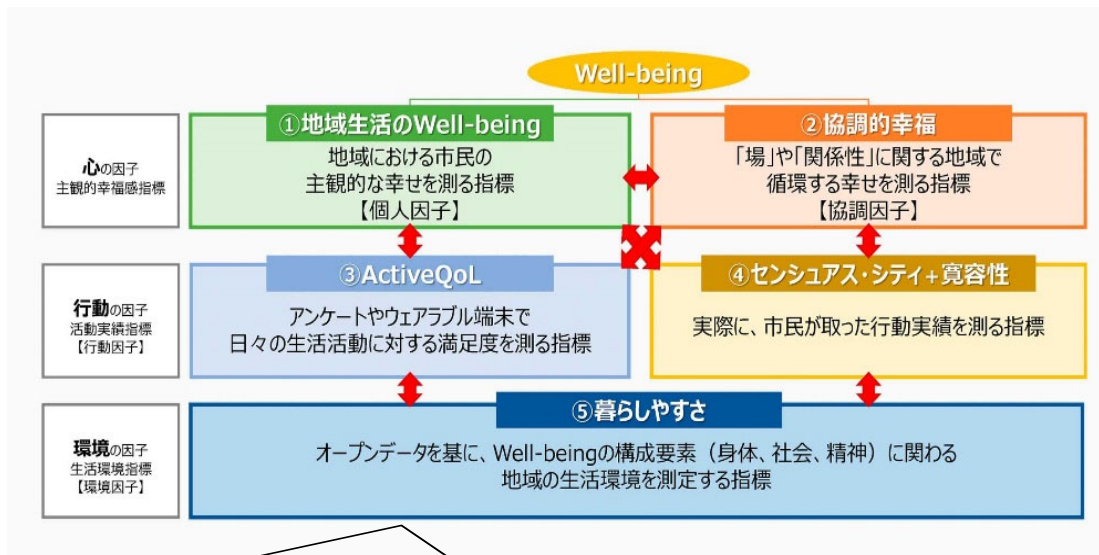 Well-being
心の因子
主観的幸福感指標
①地域生活のWell-being
地域における市民の
主観的な幸せを測る指標
【個人因子】
②協調的幸福
「場」や「関係性」に関する地域で
循環する幸せを測る指標
【協調因子】
行動の因子
活動実績指標
【行動因子】
③ActiveQoL
アンケートやウェアラブル端末で
日々の生活活動に対する満足度を測る指標
④センシュアス・シティ+寛容性
実際に、市民が取った行動実績を測る指標
環境の因子
生活環境指標
【環境因子】
⑤暮らしやすさ
オープンデータを基に、Well-beingの構成要素（身体、社会、精神）に関わる
地域の生活環境を測定する指標